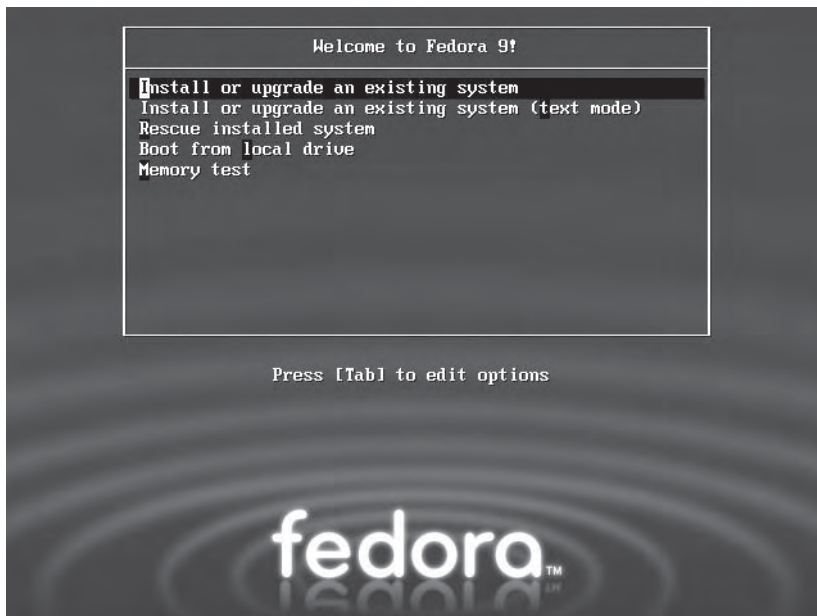 Welcome to Fedora 9!
Install or upgrade an existing system
Install or upgrade an existing system (text mode)
Rescue installed system
Boot from local drive
Memory test
Press [Tab] to edit options
fedora™